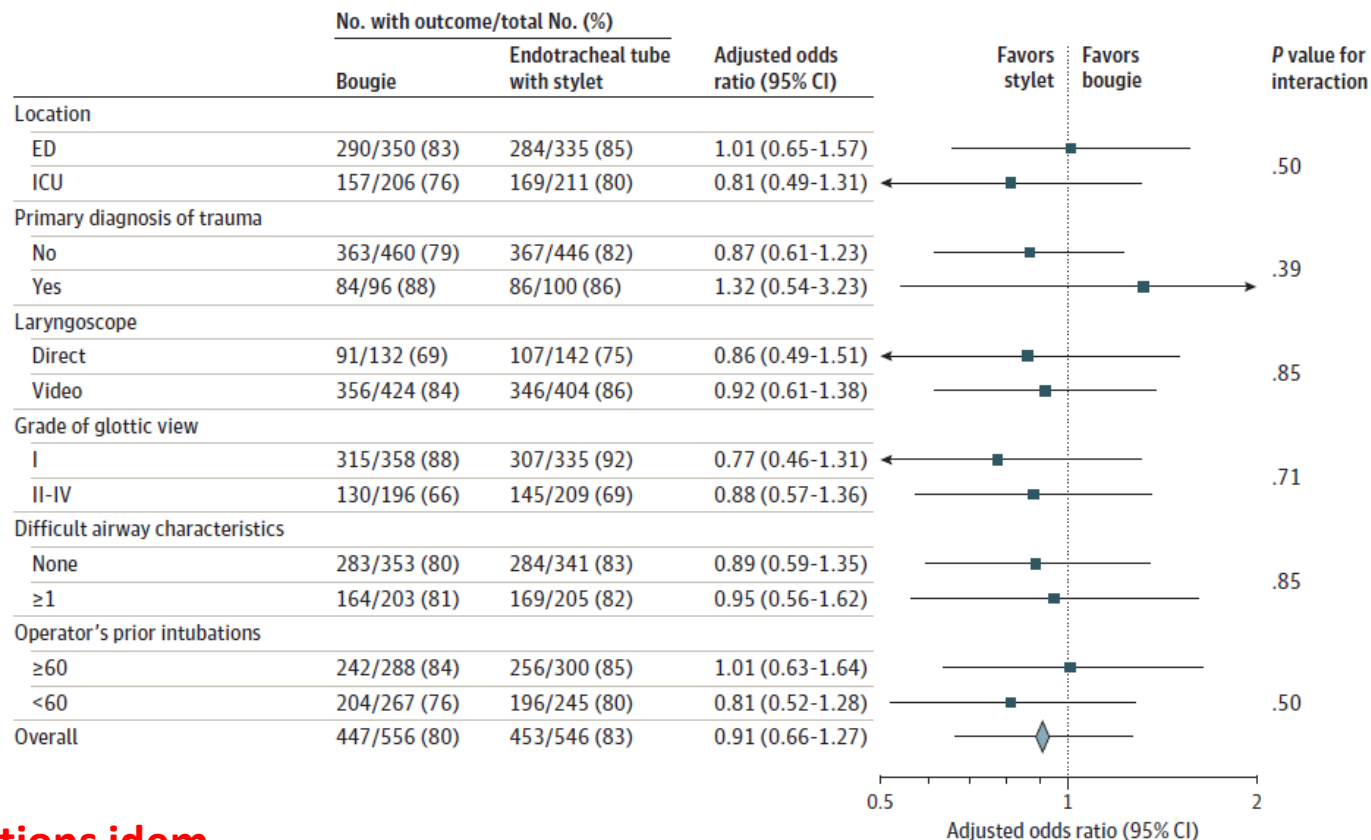 No. with outcome/total No. (%)
Bougie Endotracheal tube with stylet Adjusted odds ratio (95% CI) Favors stylet Favors bougie P value for interaction
Location
ED 290/350 (83) 284/335 (85) 1.01 (0.65-1.57)
.50
ICU 157/206 (76) 169/211 (80) 0.81 (0.49-1.31)
Primary diagnosis of trauma
No 363/460 (79) 367/446 (82) 0.87 (0.61-1.23)
.39
Yes 84/96 (88) 86/100 (86) 1.32 (0.54-3.23)
Laryngoscope
Direct 91/132 (69) 107/142 (75) 0.86 (0.49-1.51)
.85
Video 356/424 (84) 346/404 (86) 0.92 (0.61-1.38)
Grade of glottic view
I 315/358 (88) 307/335 (92) 0.77 (0.46-1.31)
.71
II-IV 130/196 (66) 145/209 (69) 0.88 (0.57-1.36)
Difficult airway characteristics
None 283/353 (80) 284/341 (83) 0.89 (0.59-1.35)
.85
≥1 164/203 (81) 169/205 (82) 0.95 (0.56-1.62)
Operator's prior intubations
≥60 242/288 (84) 256/300 (85) 1.01 (0.63-1.64)
<60 204/267 (76) 196/245 (80) 0.81 (0.52-1.28) .50
Overall 447/556 (80) 453/546 (83) 0.91 (0.66-1.27)
0.5 1 2
Adjusted odds ratio (95% CI)